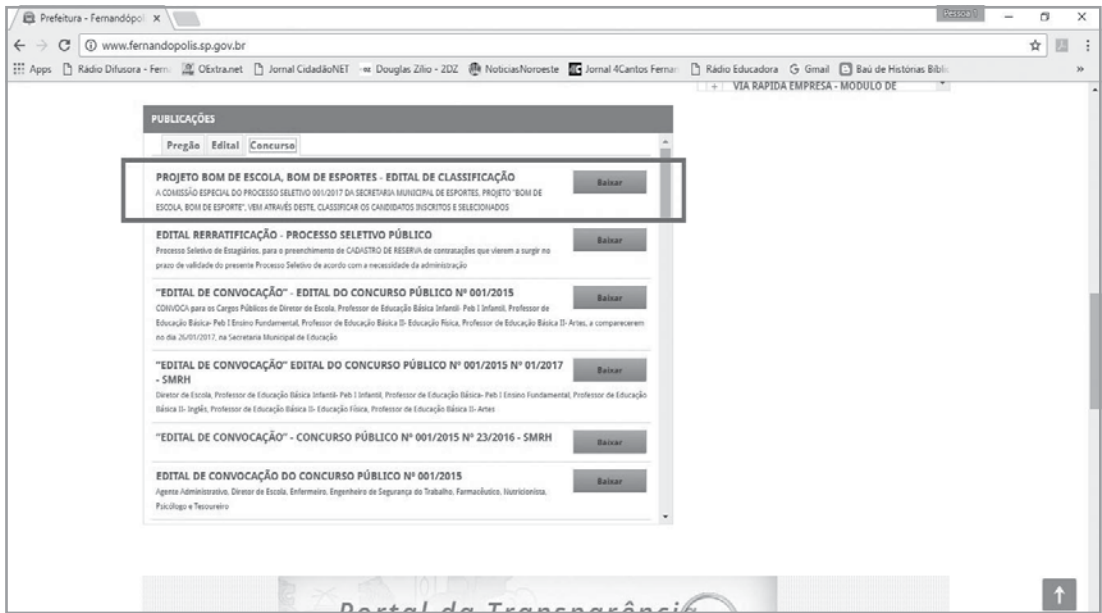 Prefeitura - Fernandópol
Pessoa 1
www.fernandopolis.sp.gov.br
Apps Rádio Difusora - Fern OExtra.net Jornal CidadãoNET Douglas Zílio - 2DZ NoticiasNoroeste Jornal 4Cantos Fernan Rádio Educadora Gmail Baú de Histórias Bibli
VIA RAPIDA EMPRESA - MODULO DE
PUBLICAÇÕES
Pregão Edital Concurso
PROJETO BOM DE ESCOLA, BOM DE ESPORTES - EDITAL DE CLASSIFICAÇÃO
Baixar
A COMISSÃO ESPECIAL DO PROCESSO SELETIVO 001/2017 DA SECRETARIA MUNICIPAL DE ESPORTES, PROJETO "BOM DE
ESCOLA, BOM DE ESPORTE", VEM ATRAVÉS DESTE, CLASSIFICAR OS CANDIDATOS INSCRITOS E SELECIONADOS
EDITAL RERRATIFICAÇÃO - PROCESSO SELETIVO PÚBLICO
Baixar
Processo Seletivo de Estagiários, para o preenchimento de CADASTRO DE RESERVA de contratações que vierem a surgir no
prazo de validade do presente Processo Seletivo de acordo com a necessidade da administração
"EDITAL DE CONVOCAÇÃO" - EDITAL DO CONCURSO PÚBLICO Nº 001/2015
Baixar
CONVOCA para os Cargos Públicos de Diretor de Escola, Professor de Educação Básica Infantil- Peb I Infantil, Professor de
Educação Básica- Peb I Ensino Fundamental, Professor de Educação Básica II- Educação Física, Professor de Educação Básica II- Artes, a comparecerem
no dia 26/01/2017, na Secretaria Municipal de Educação
"EDITAL DE CONVOCAÇÃO" EDITAL DO CONCURSO PÚBLICO Nº 001/2015 Nº 01/2017
- SMRH
Baixar
Diretor de Escola, Professor de Educação Básica Infantil- Peb I Infantil, Professor de Educação Básica- Peb I Ensino Fundamental, Professor de Educação
Básica II- Inglês, Professor de Educação Básica II- Educação Física, Professor de Educação Básica II- Artes
"EDITAL DE CONVOCAÇÃO" - CONCURSO PÚBLICO Nº 001/2015 Nº 23/2016 - SMRH
Baixar
EDITAL DE CONVOCAÇÃO DO CONCURSO PÚBLICO Nº 001/2015
Baixar
Agente Administrativo, Diretor de Escola, Enfermeiro, Engenheiro de Segurança do Trabalho, Farmacêutico, Nutricionista,
Psicólogo e Tesoureiro
Portal da Transparência